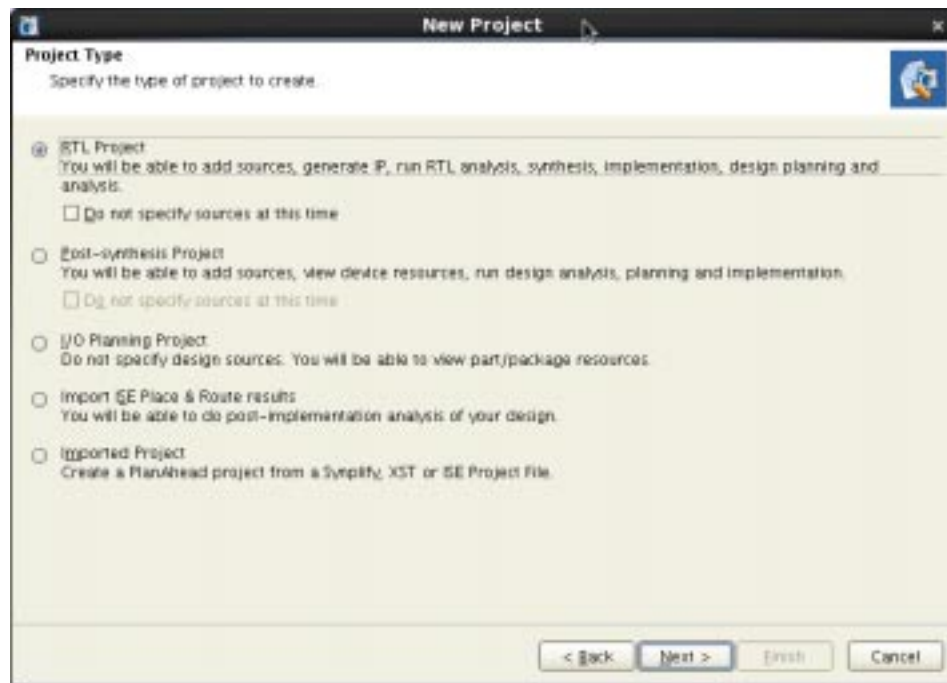 New Project
Project Type
Specify the type of project to create.
RTL Project
You will be able to add sources, generate IP, run RTL analysis, synthesis, implementation, design planning and
analysis.
Do not specify sources at this time
Post-synthesis Project
You will be able to add sources, view device resources, run design analysis, planning and implementation.
Do not specify sources at this time
I/O Planning Project
Do not specify design sources. You will be able to view part/package resources.
Import ISE Place & Route results
You will be able to do post-implementation analysis of your design.
Imported Project
Create a PlanAhead project from a Synplify, XST or ISE Project File.
< Back Next > Finish Cancel